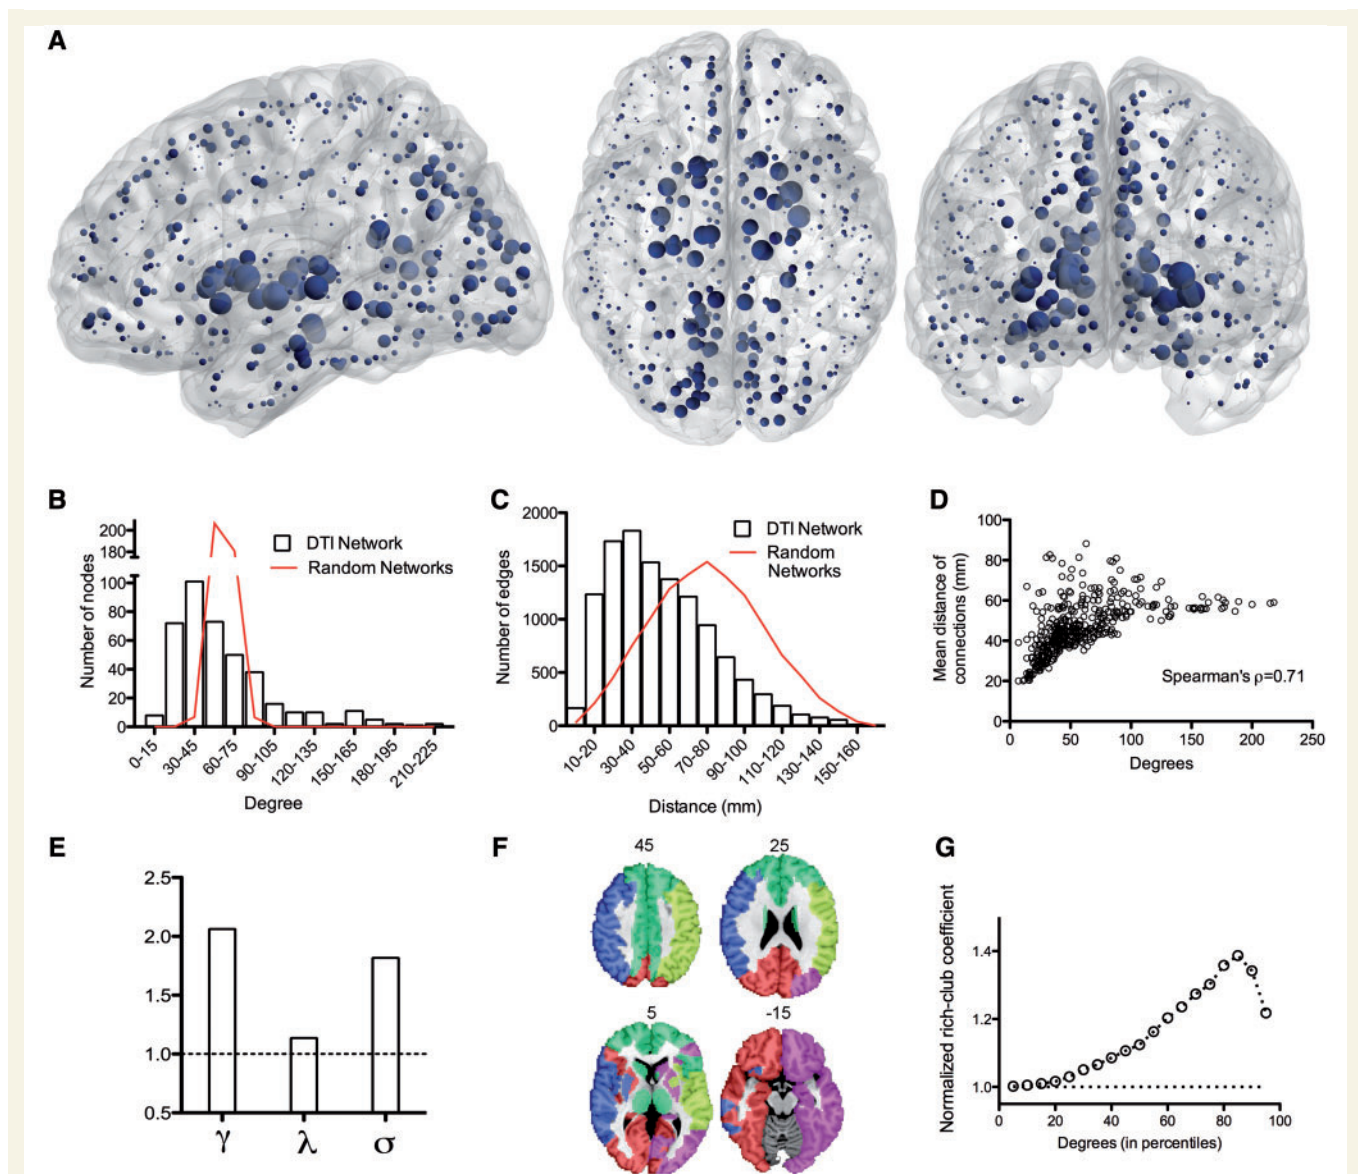 A
B
Number of nodes
200
180
100
80
60
40
20
0
DTI Network
Random Networks
0-15
30-45
60-75
90-105
120-135
150-165
180-195
210-225
Degree
C
Number of edges
2000
1500
1000
500
0
DTI Network
Random
Networks
10-20
30-40
50-60
70-80
90-100
110-120
130-140
150-160
Distance (mm)
D
Mean distance of
connections (mm)
100
80
60
40
20
0
Spearman's ρ=0.71
0
50
100
150
200
250
Degrees
E
2.5
2.0
1.5
1.0
0.5
γ
λ
σ
F
45
25
5
-15
G
Normalized rich-club coefficient
1.4
1.2
1.0
0
20
40
60
80
100
Degrees (in percentiles)